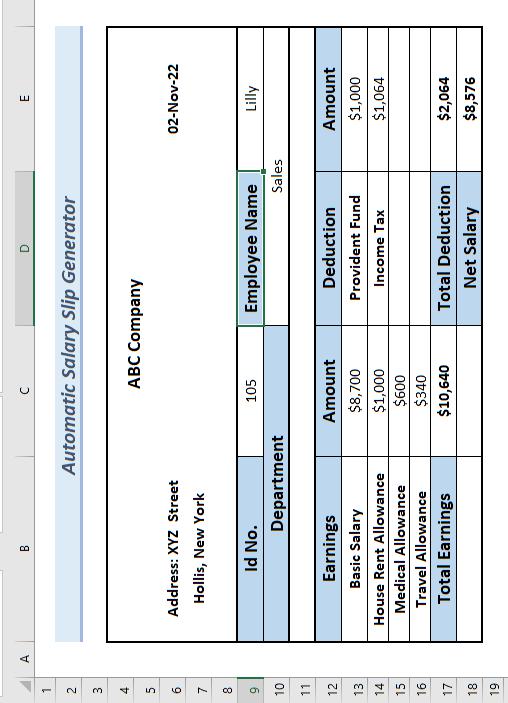 A B C D E
1
2 Automatic Salary Slip Generator
3
4 ABC Company
5
6 Address: XYZ Street 02-Nov-22
7 Hollis, New York
8
9 Id No. 105 Employee Name Lilly
10 Department Sales
11
12 Earnings Amount Deduction Amount
13 Basic Salary $8,700 Provident Fund $1,000
14 House Rent Allowance $1,000 Income Tax $1,064
15 Medical Allowance $600
16 Travel Allowance $340
17 Total Earnings $10,640 Total Deduction $2,064
18 Net Salary $8,576
19